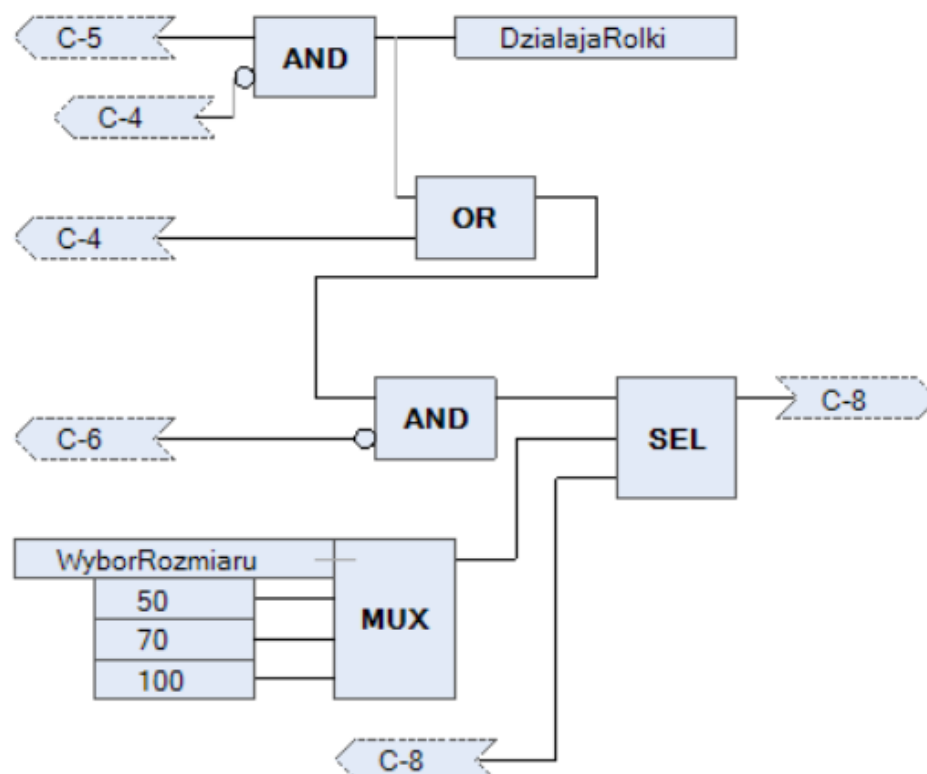 C-5
AND
DzialajaRolki
C-4
OR
C-4
AND
SEL
C-8
C-6
WyborRozmiaru
MUX
50
70
100
C-8